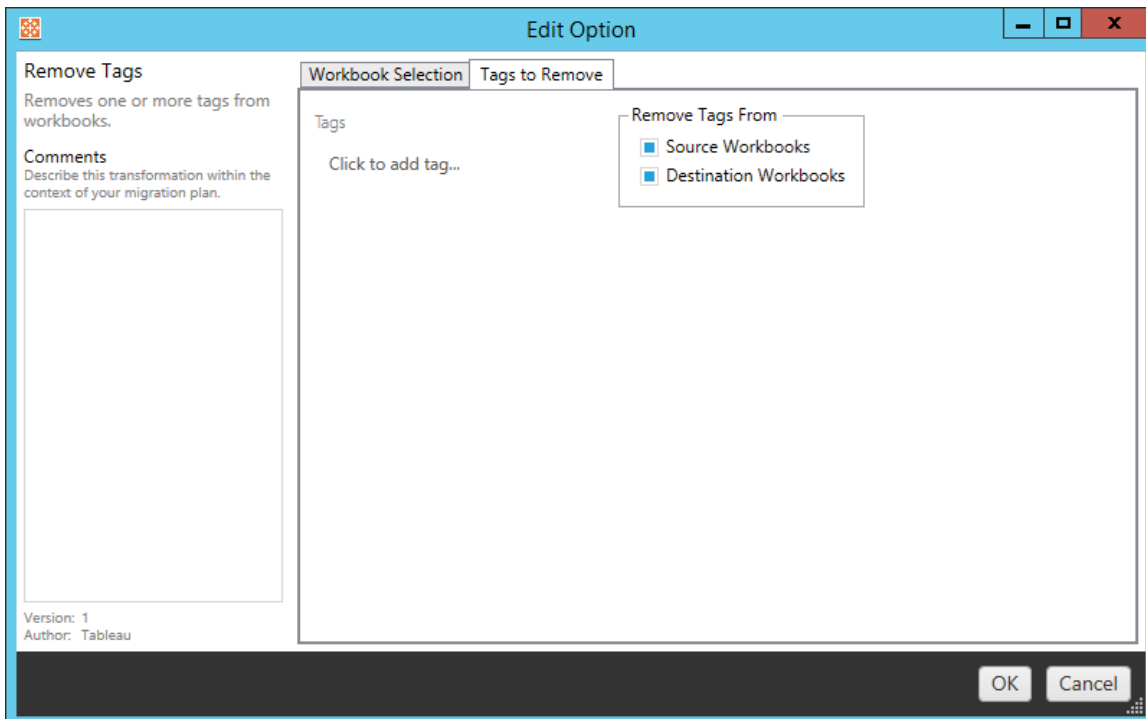 Edit Option
Remove Tags
Removes one or more tags from
workbooks.
Comments
Describe this transformation within the
context of your migration plan.
Version: 1
Author: Tableau
Workbook Selection
Tags to Remove
Tags
Click to add tag...
Remove Tags From
Source Workbooks
Destination Workbooks
OK
Cancel